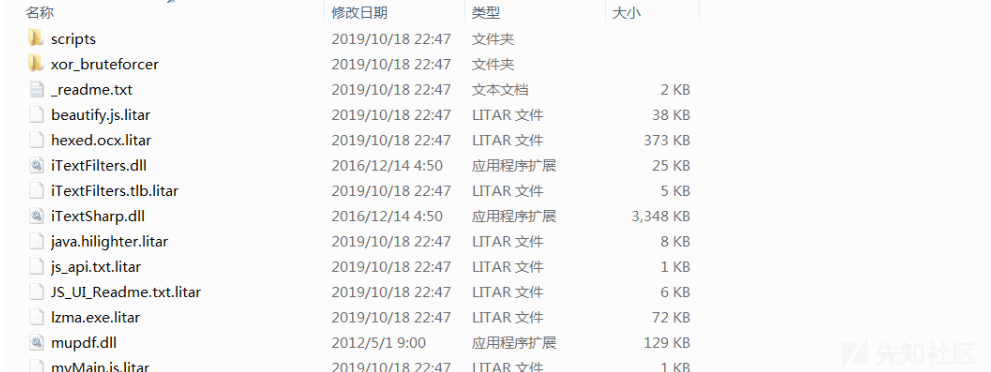 名称 修改日期 类型 大小
scripts 2019/10/18 22:47 文件夹
xor_bruteforcer 2019/10/18 22:47 文件夹
_readme.txt 2019/10/18 22:47 文本文档 2 KB
beautify.js.litar 2019/10/18 22:47 LITAR 文件 38 KB
hexed.ocx.litar 2019/10/18 22:47 LITAR 文件 373 KB
iTextFilters.dll 2016/12/14 4:50 应用程序扩展 25 KB
iTextFilters.tlb.litar 2019/10/18 22:47 LITAR 文件 5 KB
iTextSharp.dll 2016/12/14 4:50 应用程序扩展 3,348 KB
java.hilighter.litar 2019/10/18 22:47 LITAR 文件 8 KB
js_api.txt.litar 2019/10/18 22:47 LITAR 文件 1 KB
JS_UI_Readme.txt.litar 2019/10/18 22:47 LITAR 文件 6 KB
lzma.exe.litar 2019/10/18 22:47 LITAR 文件 72 KB
mupdf.dll 2012/5/1 9:00 应用程序扩展 129 KB
myMain.js.litar 2019/10/18 22:47 LITAR 文件 1 KB
先知社区